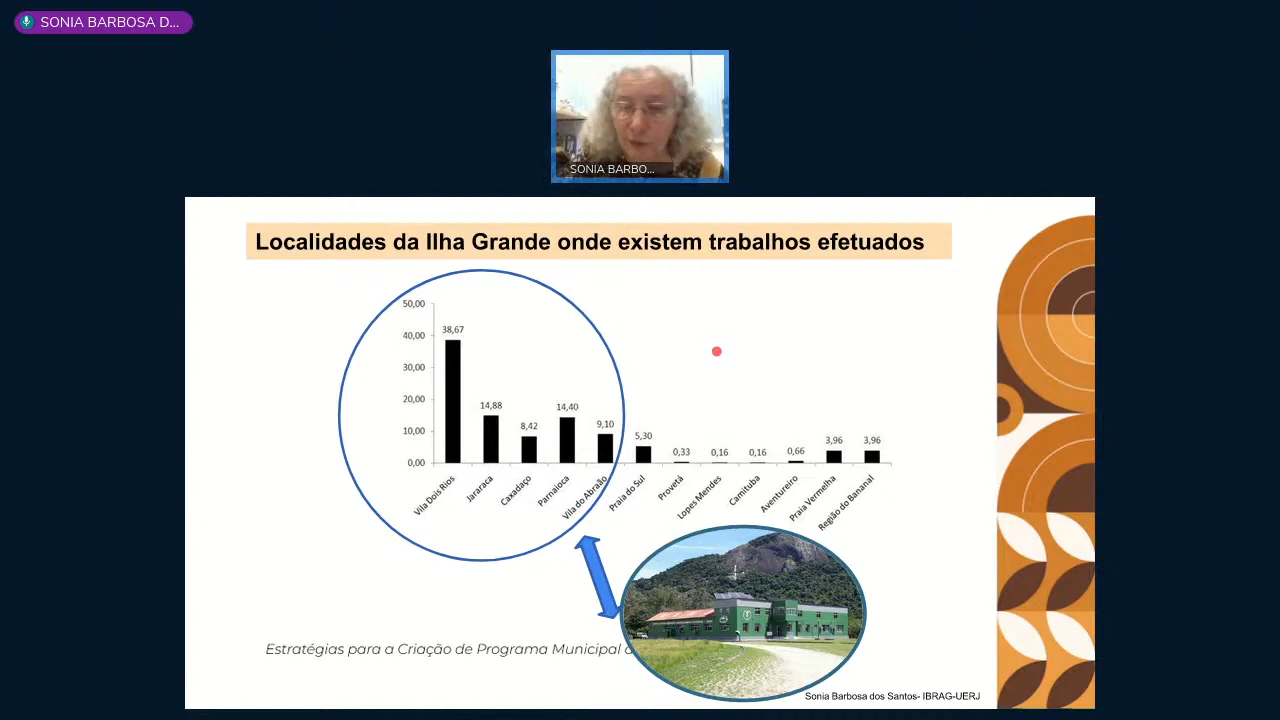 SONIA BARBOSA D...
SONIA BARBO...
Localidades da Ilha Grande onde existem trabalhos efetuados
50,00
40,00
30,00
20,00
10,00
0,00
38,67
14,88
8,42
14,40
9,10
5,30
0,33
0,16
0,16
0,66
3,96
3,96
Vila Dois Rios
Jararaca
Caxadaço
Parnaioca
Vila do Abraão
Praia do Sul
Provetá
Lopes Mendes
Camituba
Aventureiro
Praia Vermelha
Região do Bananal
Estratégias para a Criação de Programa Municipal
Sonia Barbosa dos Santos- IBRAG-UERJ